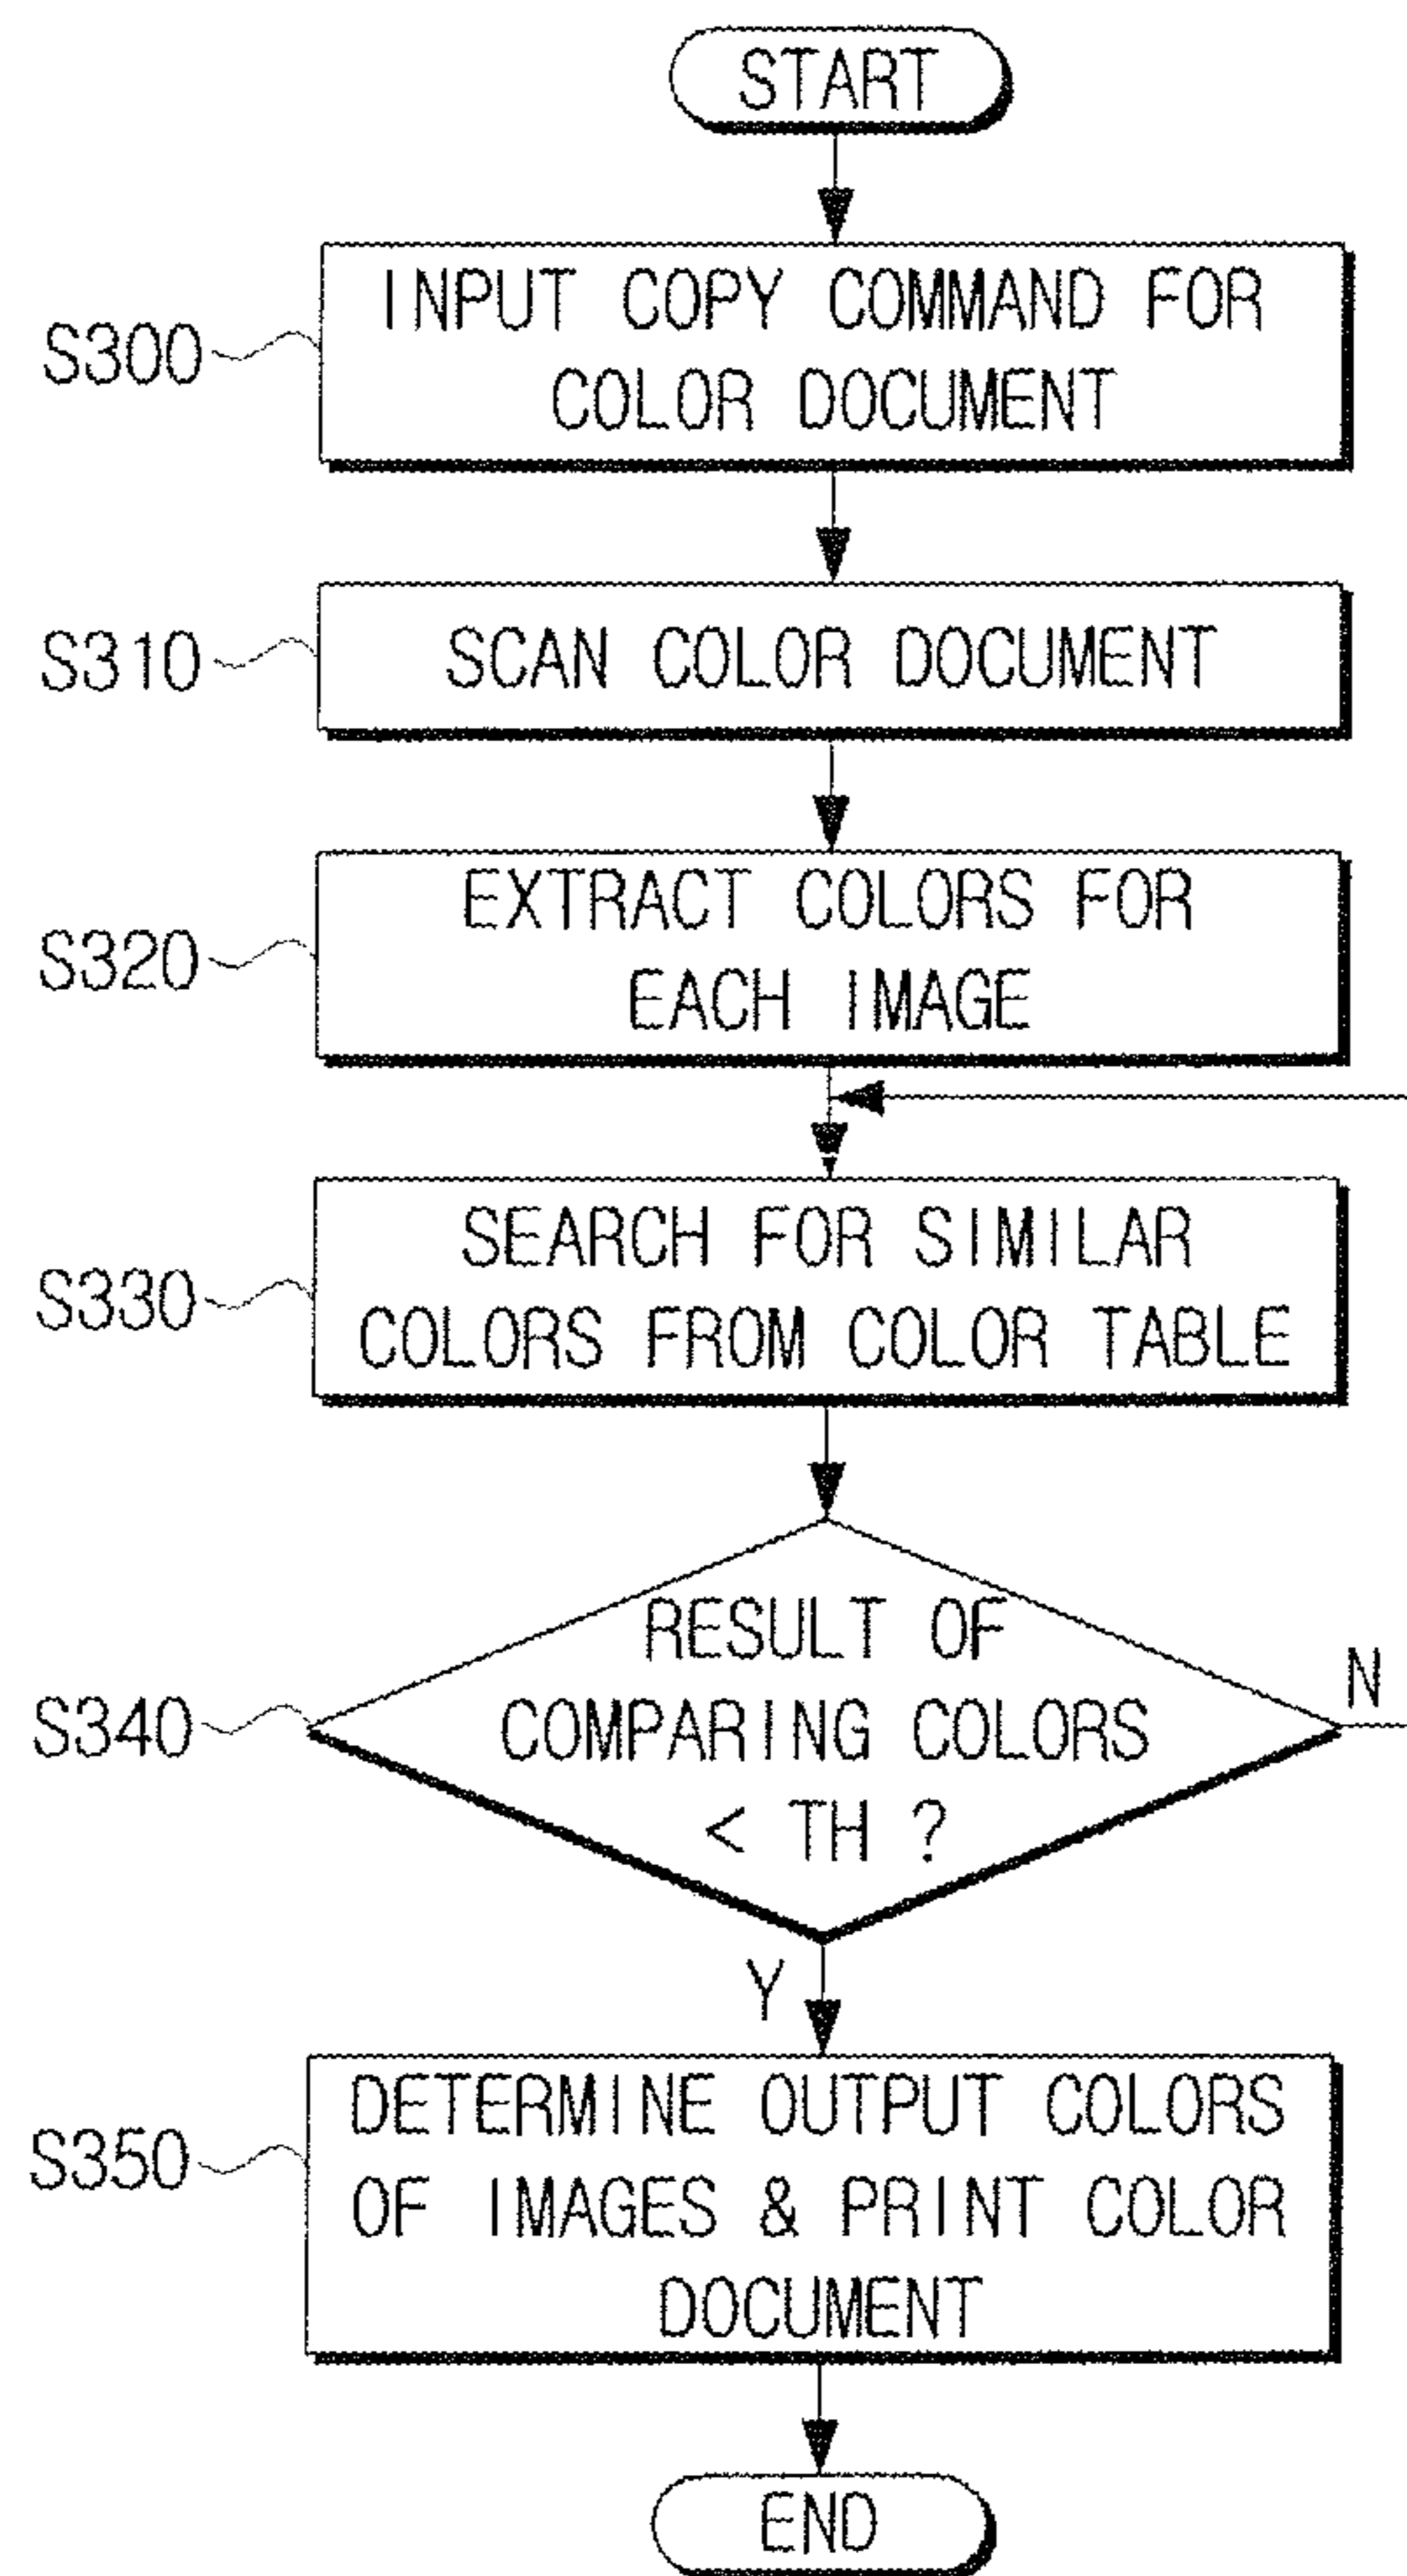 START
INPUT COPY COMMAND FOR
COLOR DOCUMENT
S300
SCAN COLOR DOCUMENT
S310
EXTRACT COLORS FOR
EACH IMAGE
S320
SEARCH FOR SIMILAR
COLORS FROM COLOR TABLE
S330
RESULT OF
COMPARING COLORS
< TH ?
S340
N
Y
DETERMINE OUTPUT COLORS
OF IMAGES & PRINT COLOR
DOCUMENT
S350
END